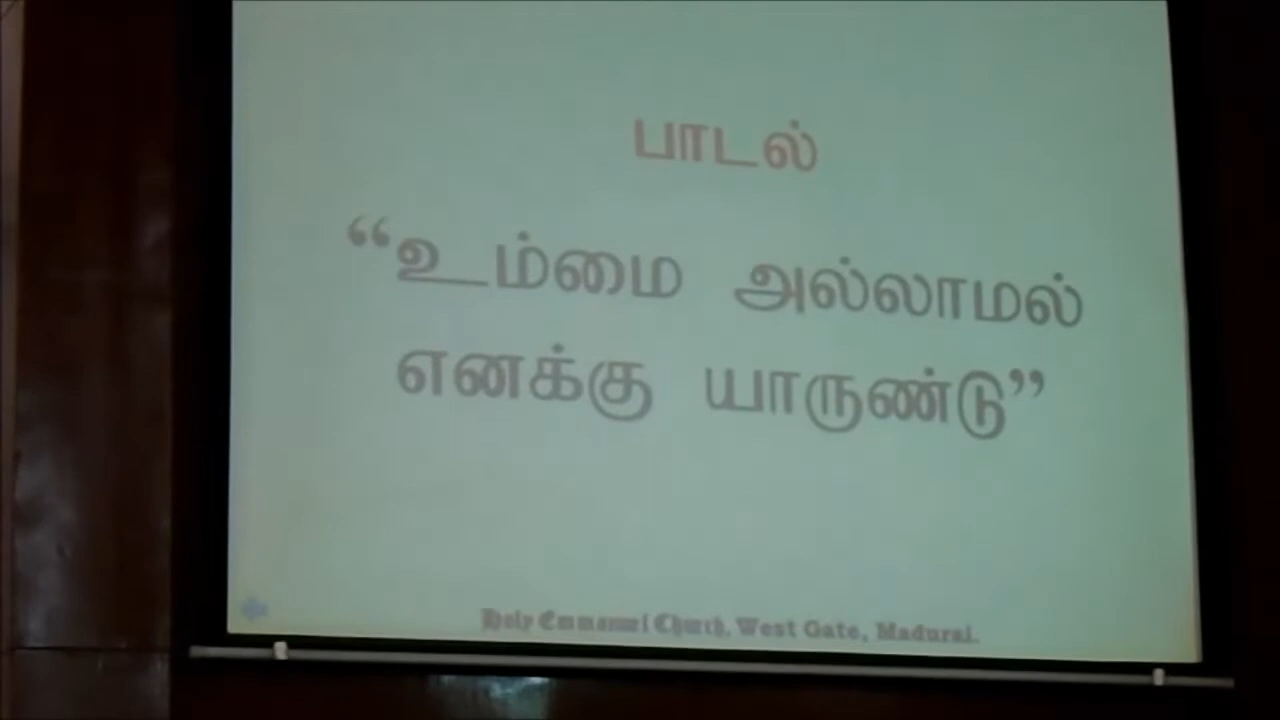 பாடல்
“உம்மை அல்லாமல்
எனக்கு யாருண்டு”
Holy Emmanuel Church, West Gate, Madurai.